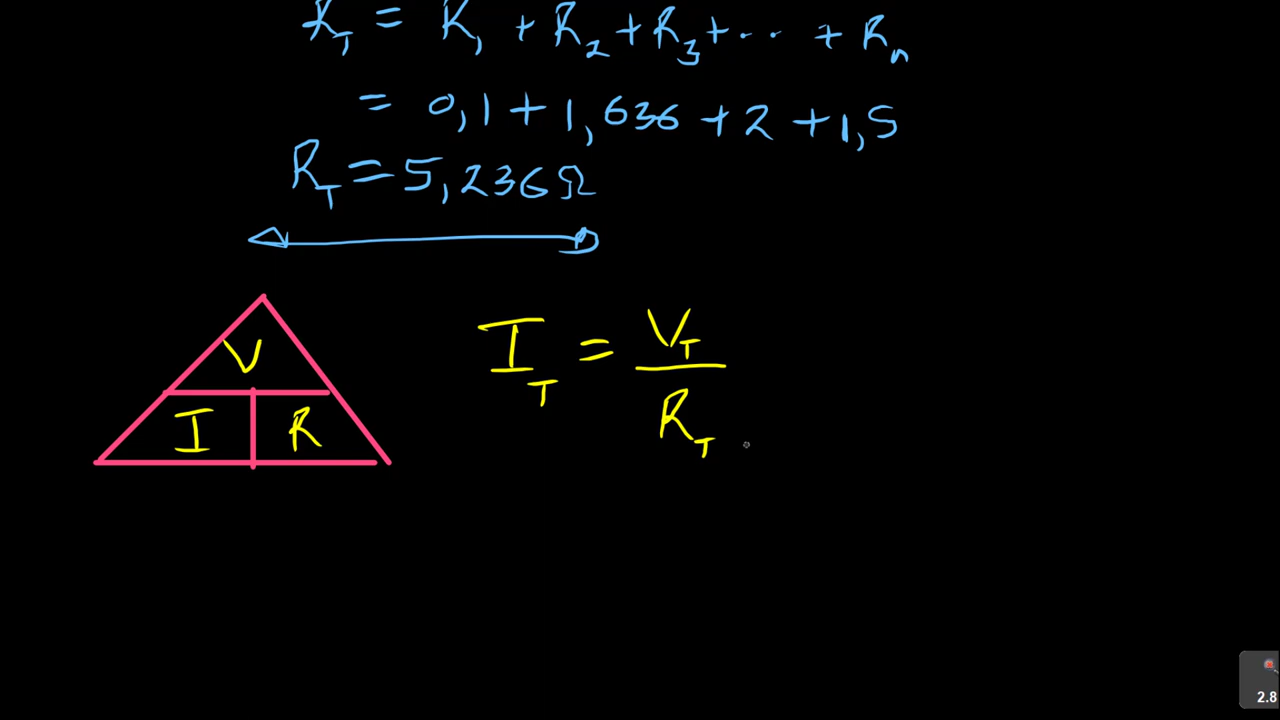 R_T = R_1 + R_2 + R_3 + ... + R_n
= 0,1 + 1,636 + 2 + 1,5
R_T = 5,236 Ω
V
I R
I_T = V_T / R_T
2.8